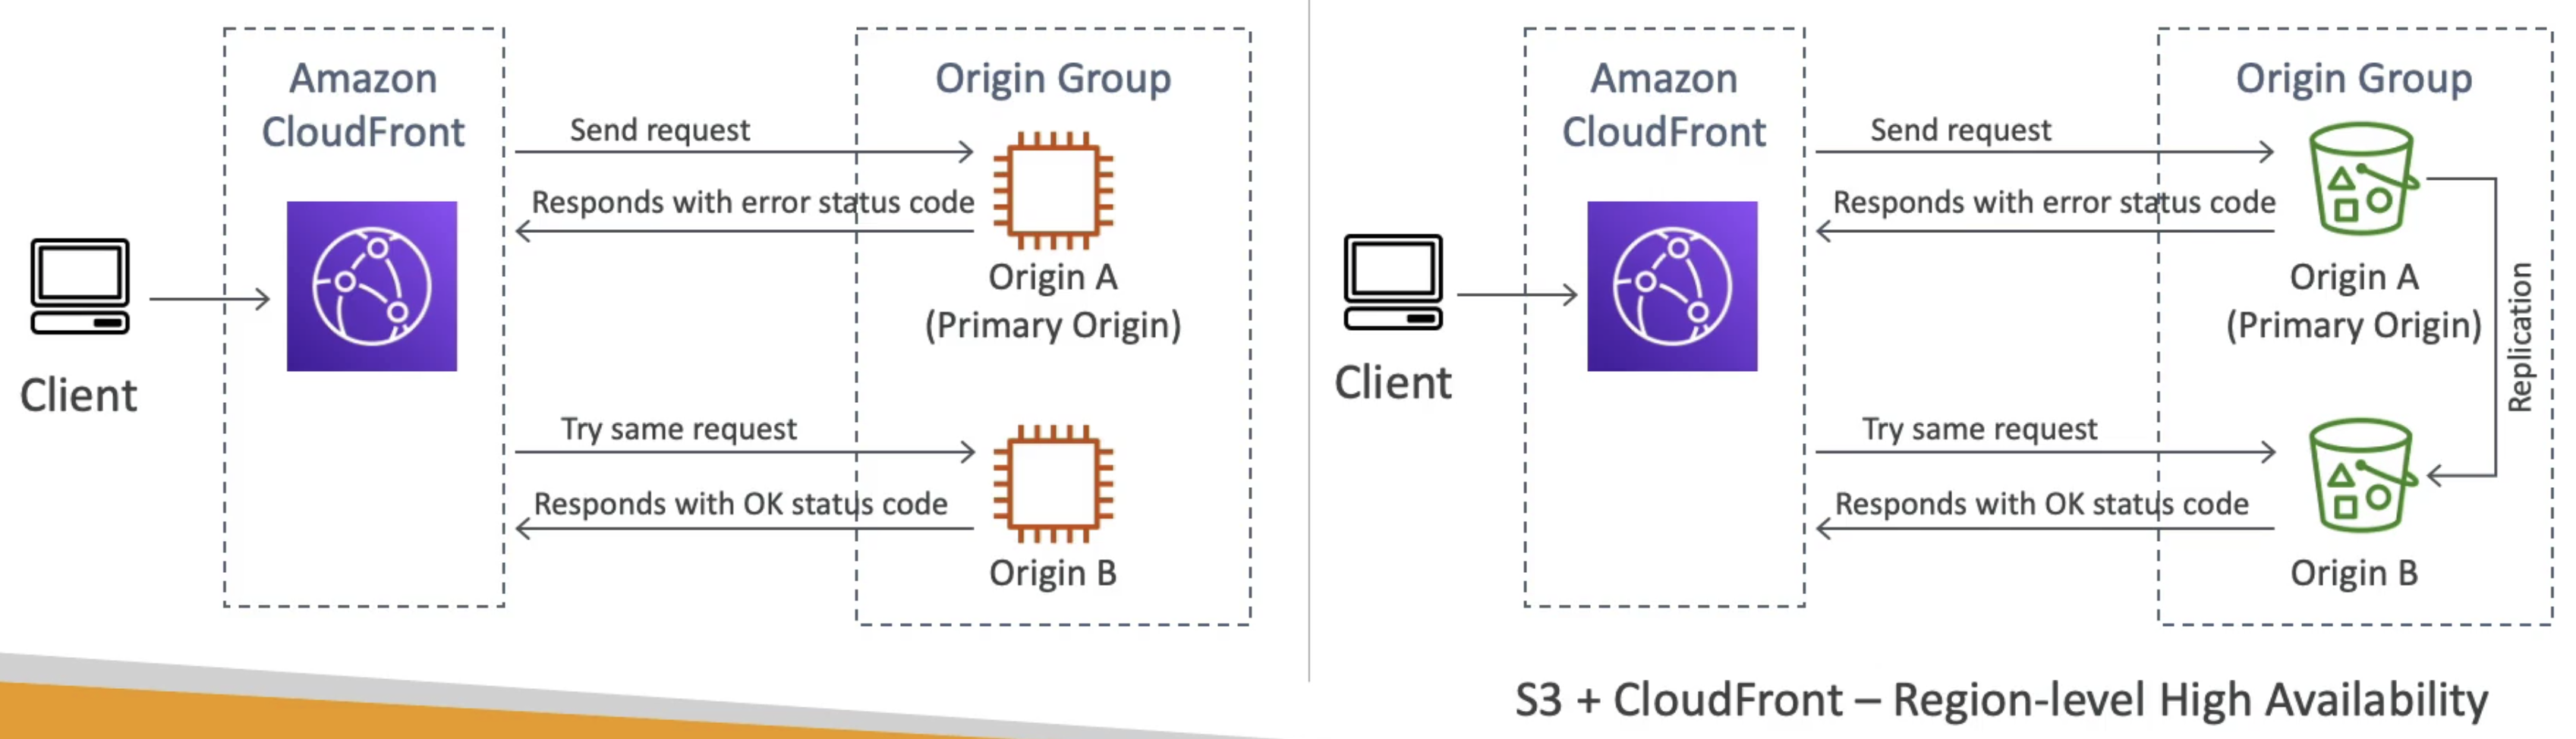 Amazon
CloudFront
Origin Group
Send request
Responds with error status code
Origin A
(Primary Origin)
Client
Try same request
Responds with OK status code
Origin B
Amazon
CloudFront
Origin Group
Send request
Responds with error status code
Origin A
(Primary Origin)
Replication
Client
Try same request
Responds with OK status code
Origin B
S3 + CloudFront – Region-level High Availability